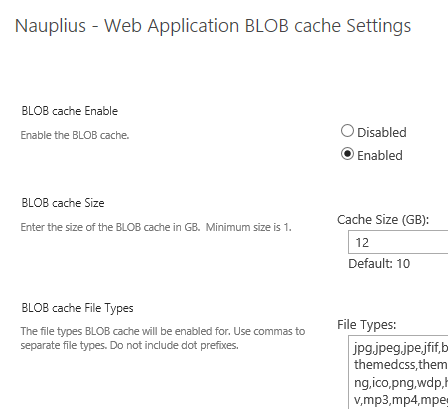 Nauplius - Web Application BLOB cache Settings
BLOB cache Enable
Enable the BLOB cache.
Disabled
Enabled
BLOB cache Size
Enter the size of the BLOB cache in GB. Minimum size is 1.
Cache Size (GB):
12
Default: 10
BLOB cache File Types
The file types BLOB cache will be enabled for. Use commas to
separate file types. Do not include dot prefixes.
File Types:
jpg,jpeg,jpe,jfif,b
themedcss,them
ng,ico,png,wdp,h
v,mp3,mp4,mpeg